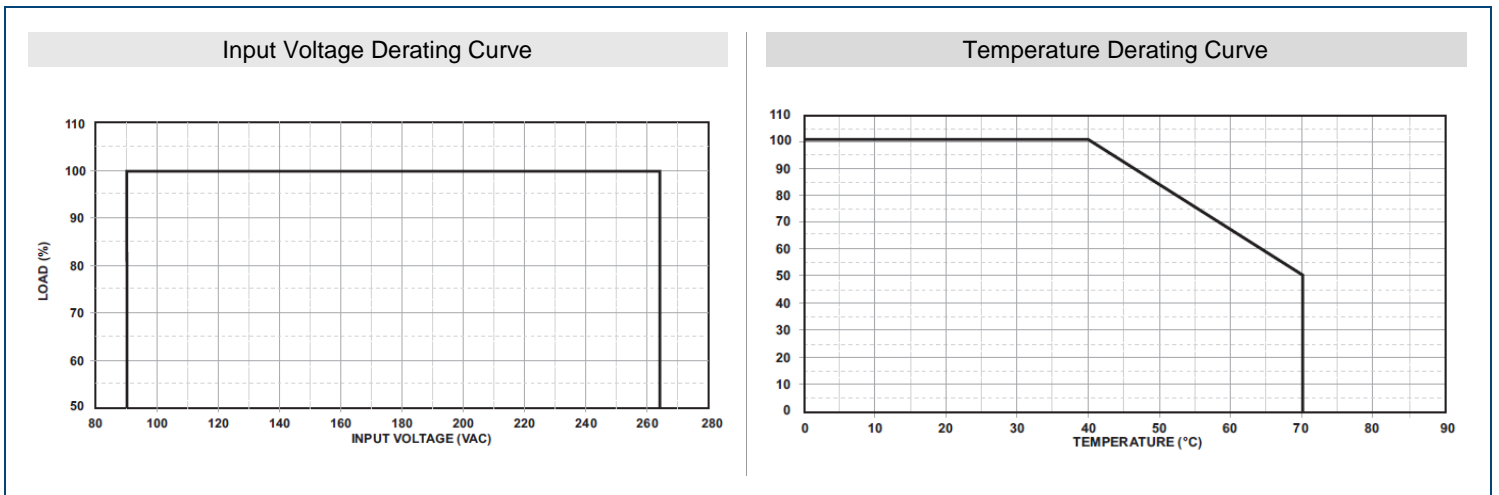 Input Voltage Derating Curve
110
100
90
80
70
60
50
LOAD (%)
80 100 120 140 160 180 200 220 240 260 280
INPUT VOLTAGE (VAC)
Temperature Derating Curve
110
100
90
80
70
60
50
40
30
20
10
0
0 10 20 30 40 50 60 70 80 90
TEMPERATURE (°C)